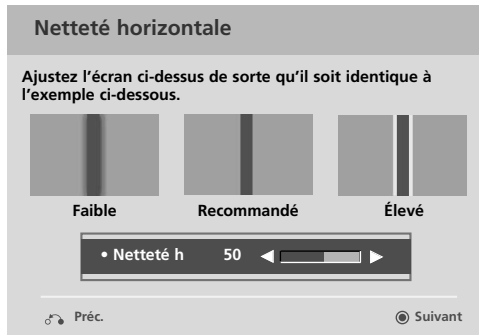 Netteté horizontale
Ajustez l’écran ci-dessus de sorte qu’il soit identique à
l’exemple ci-dessous.
Faible Recommandé Élevé
• Netteté h 50
Préc. Suivant